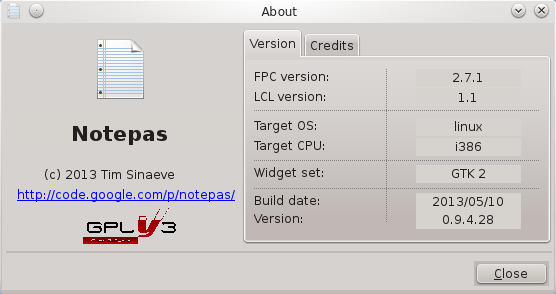 About
Notepas
(c) 2013 Tim Sinaeve
http://code.google.com/p/notepas/
GPL V3
Version
Credits
FPC version: 2.7.1
LCL version: 1.1
Target OS: linux
Target CPU: i386
Widget set: GTK 2
Build date: 2013/05/10
Version: 0.9.4.28
Close